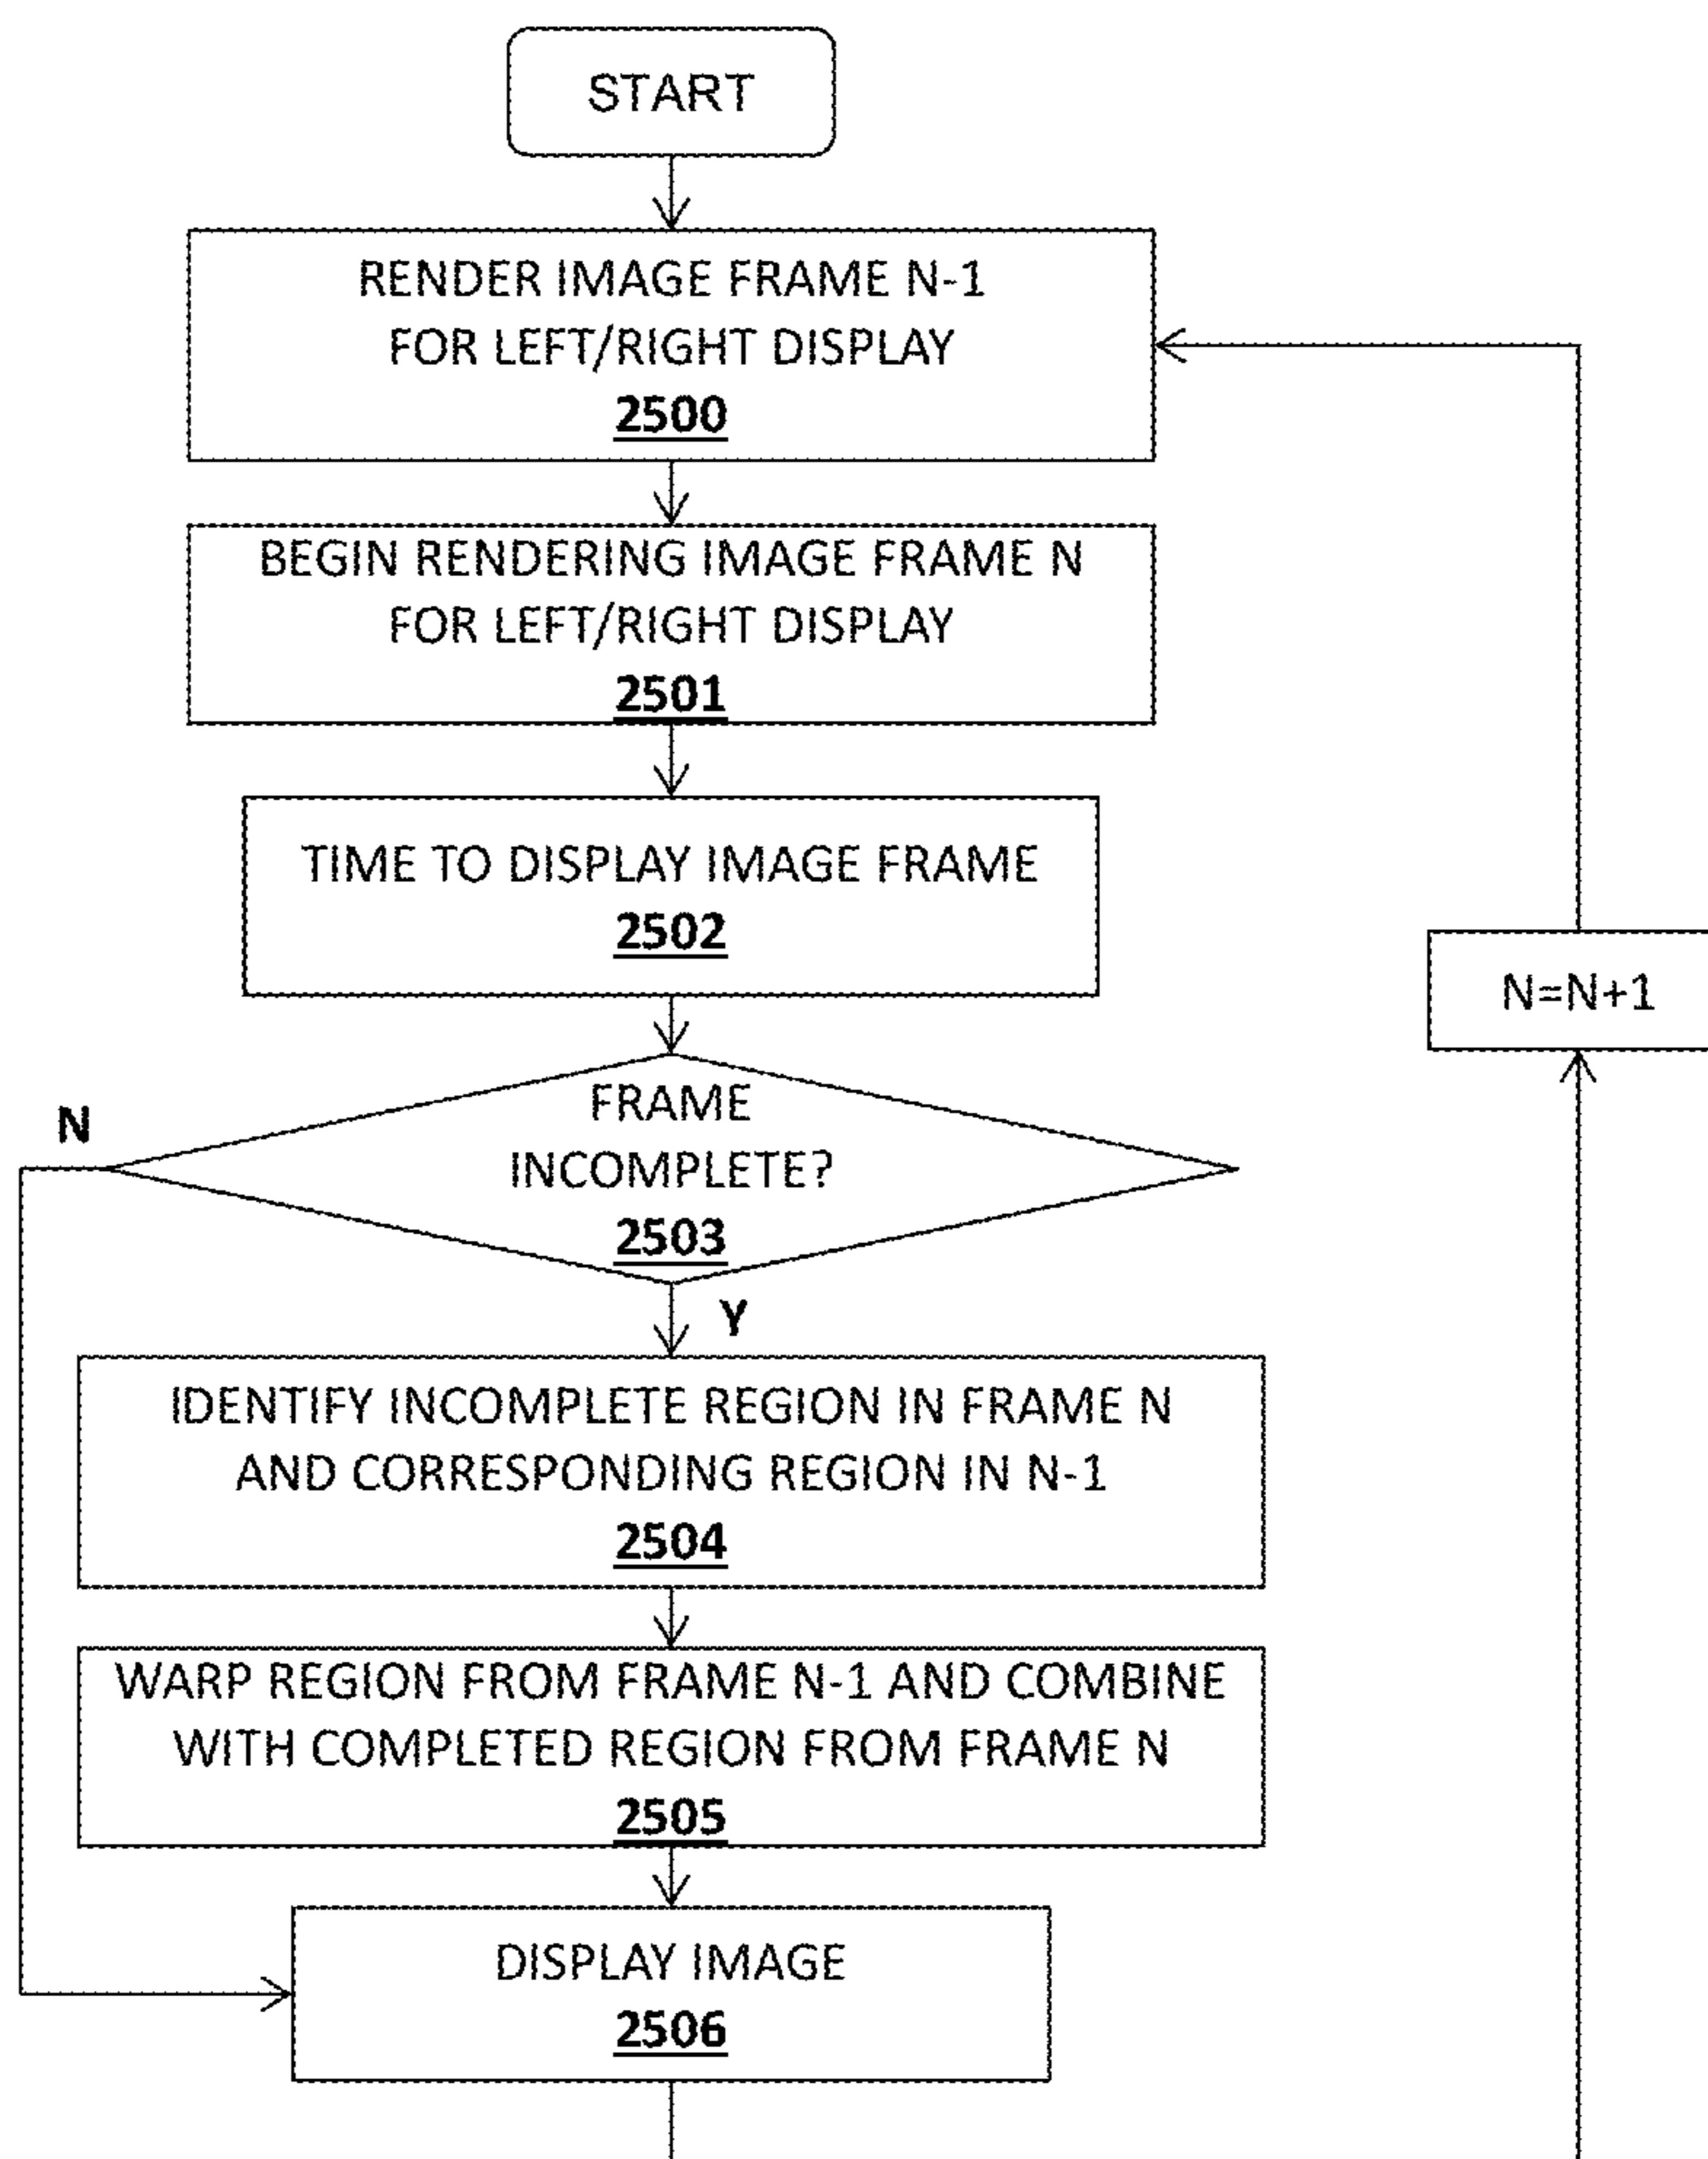 START
RENDER IMAGE FRAME N-1
FOR LEFT/RIGHT DISPLAY
2500
BEGIN RENDERING IMAGE FRAME N
FOR LEFT/RIGHT DISPLAY
2501
TIME TO DISPLAY IMAGE FRAME
2502
N=N+1
FRAME
INCOMPLETE?
2503
N
Y
IDENTIFY INCOMPLETE REGION IN FRAME N
AND CORRESPONDING REGION IN N-1
2504
WARP REGION FROM FRAME N-1 AND COMBINE
WITH COMPLETED REGION FROM FRAME N
2505
DISPLAY IMAGE
2506